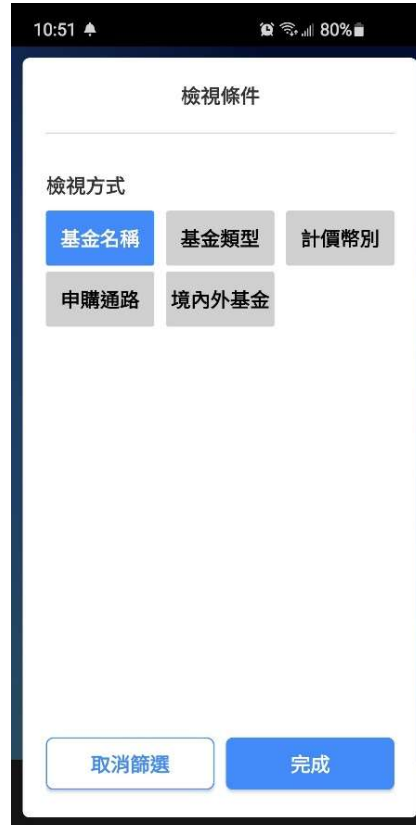 10:51 80%
檢視條件
檢視方式
基金名稱 基金類型 計價幣別
申購通路 境內外基金
取消篩選 完成